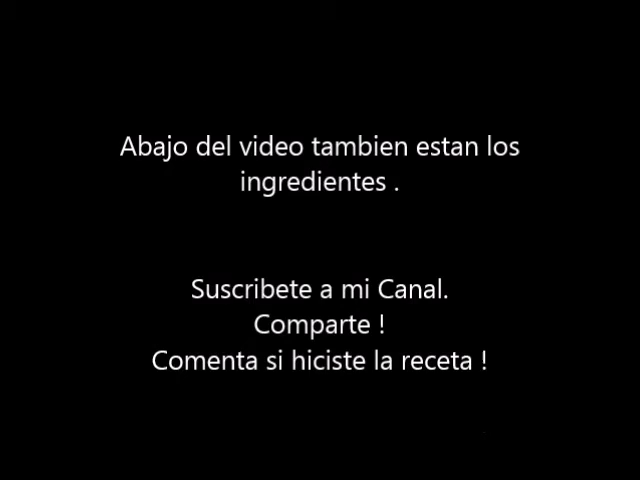 Abajo del video tambien estan los
ingredientes .
Suscribete a mi Canal.
Comparte !
Comenta si hiciste la receta !